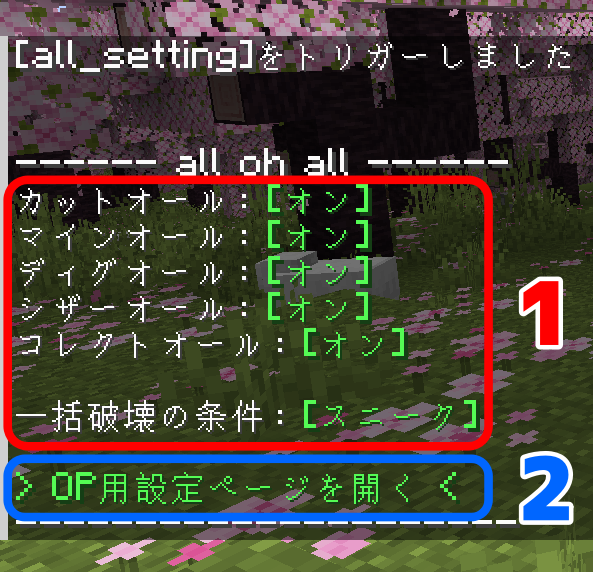 [all_setting]をトリガーしました
------ all oh all ------
カットオール：[オン]
マインオール：[オン]
ディグオール：[オン]
シザーオール：[オン]
コレクトオール：[オン]
1
一括破壊の条件：[スニーク]
> OP用設定ページを開く <
2